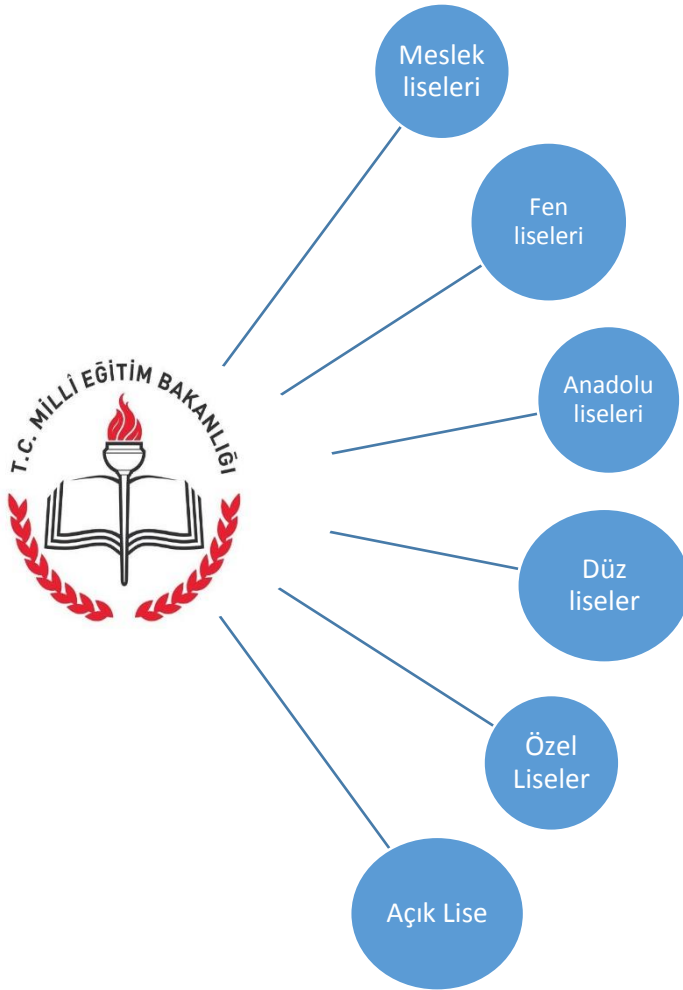 Meslek
liseleri
Fen
liseleri
T.C. MİLLÎ EĞİTİM BAKANLIĞI
Anadolu
liseleri
Düz
liseler
Özel
Liseler
Açık Lise